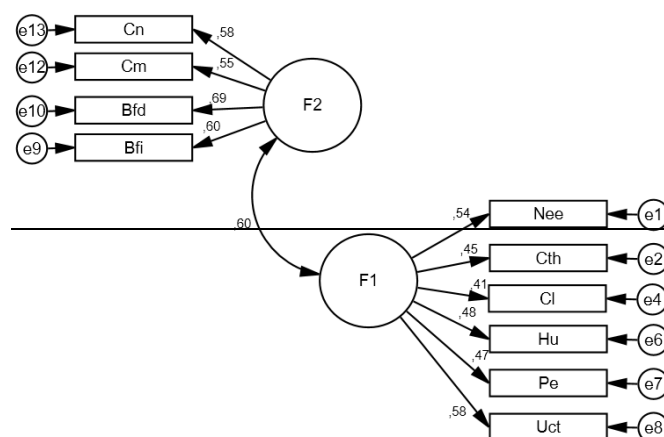 e13 Cn ,58
e12 Cm ,55
e10 Bfd ,69
e9 Bfi ,60
F2
,60
F1
,54 Nee e1
,45 Cth e2
,41 Cl e4
,48 Hu e6
,47 Pe e7
,58 Uct e8